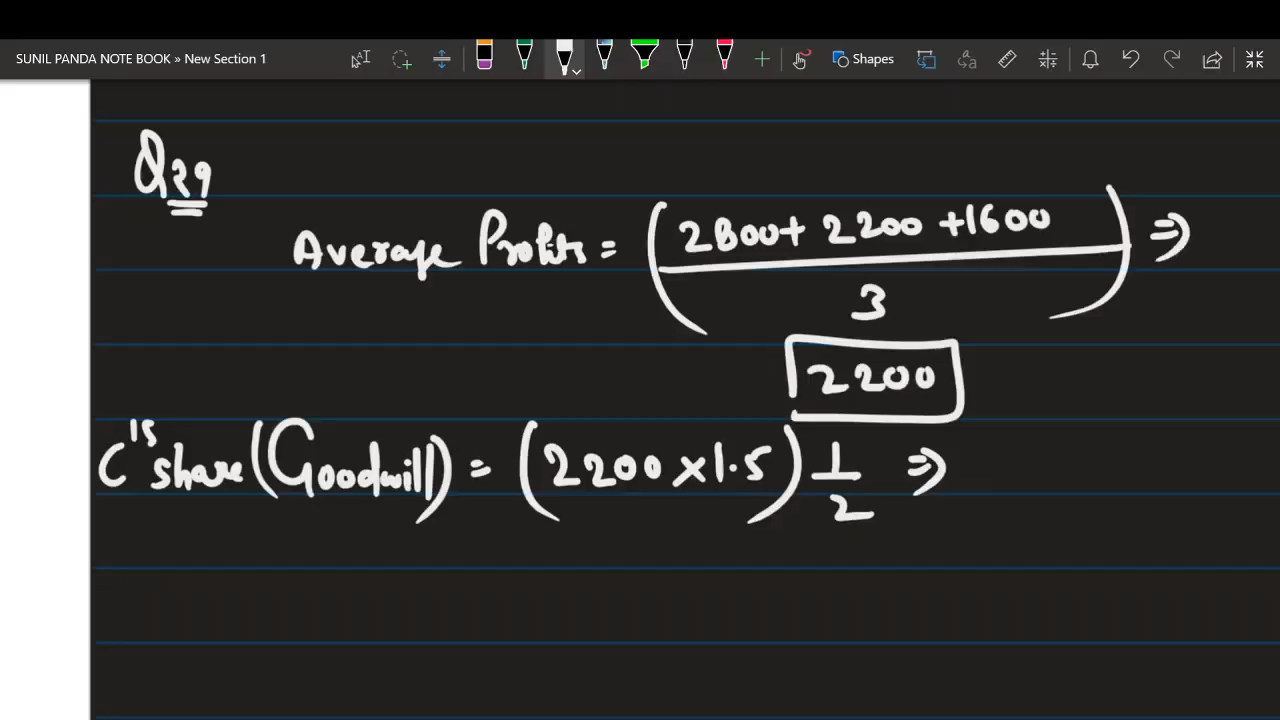 SUNIL PANDA NOTE BOOK » New Section 1
Shapes
Q29
Average Profits = (2800+ 2200 +1600 / 3) ⇒
2200
C's share (Goodwill) = (2200 × 1.5) 1/2 ⇒